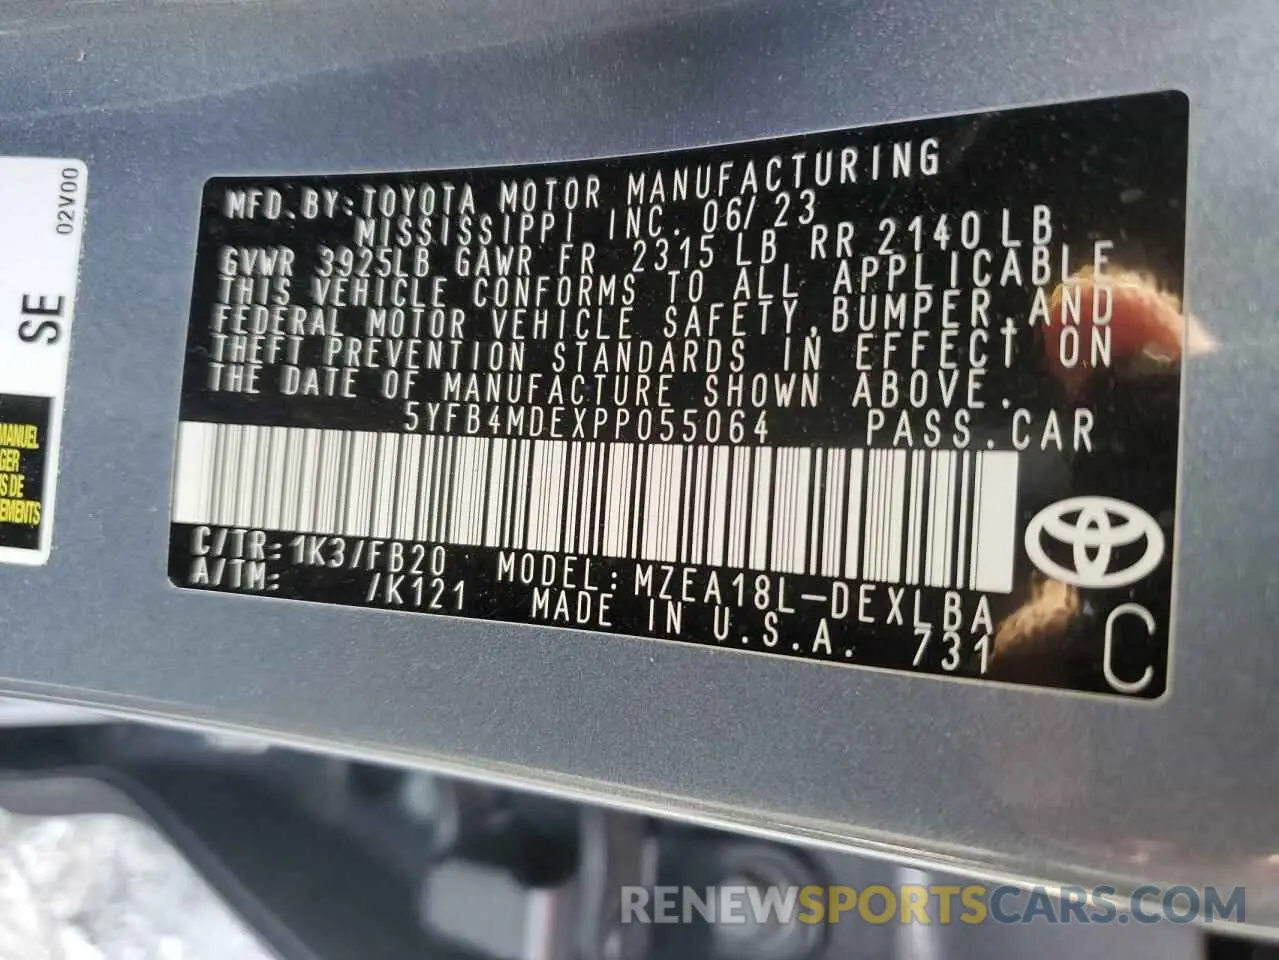 MFD.BY:TOYOTA MOTOR MANUFACTURING
MISSISSIPPI INC. 06/23
GVWR 3925LB GAWR FR 2315 LB RR 2140 LB
THIS VEHICLE CONFORMS TO ALL APPLICABLE
FEDERAL MOTOR VEHICLE SAFETY, BUMPER, AND
THEFT PREVENTION STANDARDS IN EFFECT ON
THE DATE OF MANUFACTURE SHOWN ABOVE.
5YFB4MDEXPP055064 PASS.CAR
C/TR: 1K3/FB20 MODEL: MZEA18L-DEXLBA
A/TM: /K121 MADE IN U.S.A. 731
C
02V00
SE
MANUEL
DE
RENEWSPORTSCARS.COM